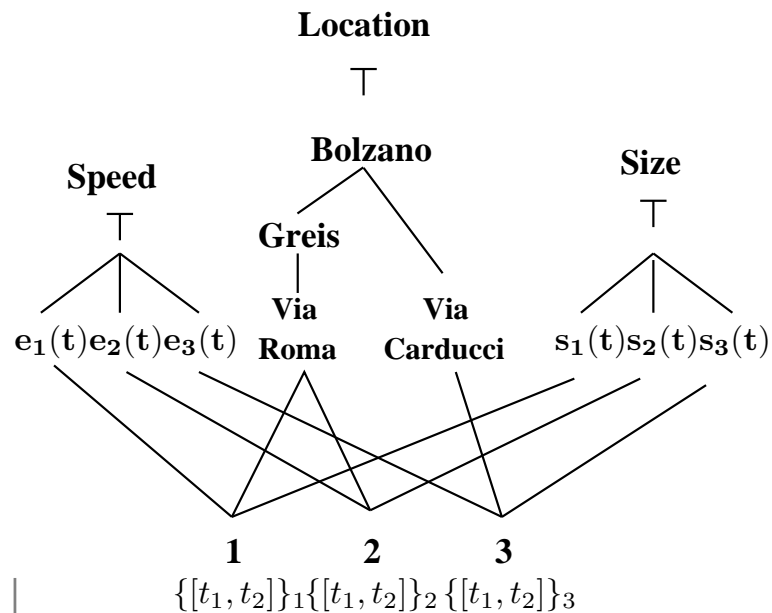 Location
⊤
Bolzano
Speed
⊤
Size
⊤
Greis
Via
Roma
Via
Carducci
e₁(t)e₂(t)e₃(t)
s₁(t)s₂(t)s₃(t)
1 2 3
{[t₁, t₂]}₁{[t₁, t₂]}₂ {[t₁, t₂]}₃